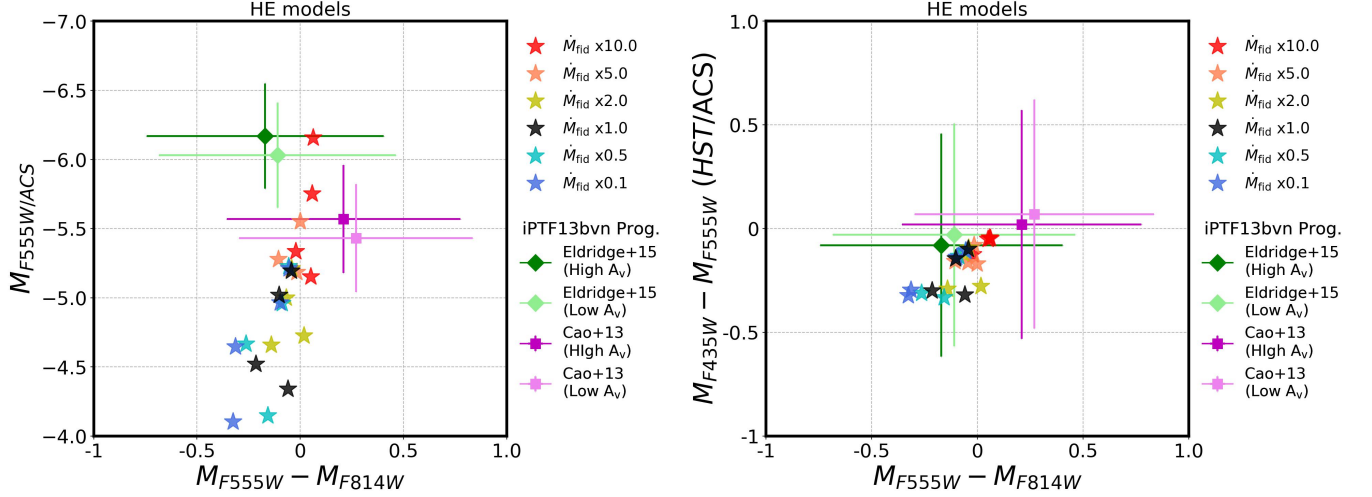 HE models
−7.0
−6.5
−6.0
−5.5
−5.0
−4.5
−4.0
M_F555W/ACS
-1
-0.5
0
0.5
1.0
M_F555W − M_F814W
Ṁ_fid x10.0
Ṁ_fid x5.0
Ṁ_fid x2.0
Ṁ_fid x1.0
Ṁ_fid x0.5
Ṁ_fid x0.1
iPTF13bvn Prog.
Eldridge+15
(High A_v)
Eldridge+15
(Low A_v)
Cao+13
(HIgh A_v)
Cao+13
(Low A_v)
HE models
1.0
0.5
0
-0.5
-1
M_F435W − M_F555W (HST/ACS)
-1
-0.5
0
0.5
1.0
M_F555W − M_F814W
Ṁ_fid x10.0
Ṁ_fid x5.0
Ṁ_fid x2.0
Ṁ_fid x1.0
Ṁ_fid x0.5
Ṁ_fid x0.1
iPTF13bvn Prog.
Eldridge+15
(High A_v)
Eldridge+15
(Low A_v)
Cao+13
(HIgh A_v)
Cao+13
(Low A_v)